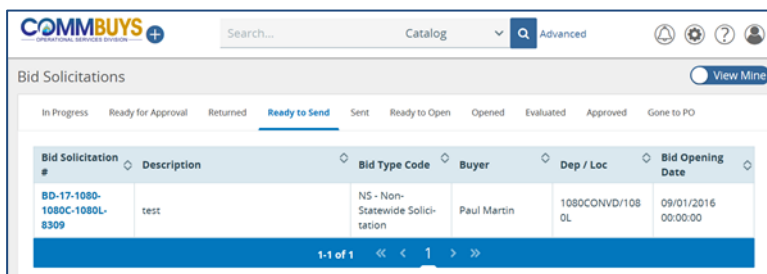 COMMBUYS
OPERATIONAL SERVICES DIVISION
Search... Catalog Advanced
Bid Solicitations View Mine
In Progress Ready for Approval Returned Ready to Send Sent Ready to Open Opened Evaluated Approved Gone to PO
Bid Solicitation Description Bid Type Code Buyer Dep / Loc Bid Opening
# Date
BD-17-1080- NS - Non-
1080C-1080L- test Statewide Solici- Paul Martin 1080CONVD/108 09/01/2016
8309 tation 0L 00:00:00
1-1 of 1 « < 1 > »